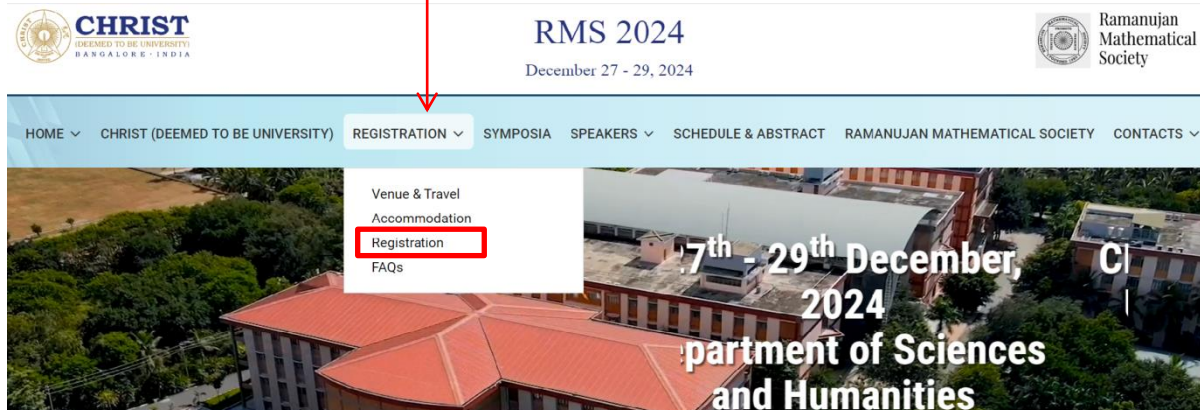 CHRIST
(DEEMED TO BE UNIVERSITY)
BANGALORE · INDIA
RMS 2024
December 27 - 29, 2024
Ramanujan
Mathematical
Society
HOME CHRIST (DEEMED TO BE UNIVERSITY) REGISTRATION SYMPOSIA SPEAKERS SCHEDULE & ABSTRACT RAMANUJAN MATHEMATICAL SOCIETY CONTACTS
Venue & Travel
Accommodation
Registration
FAQs
7th - 29th December,
2024
partment of Sciences
and Humanities